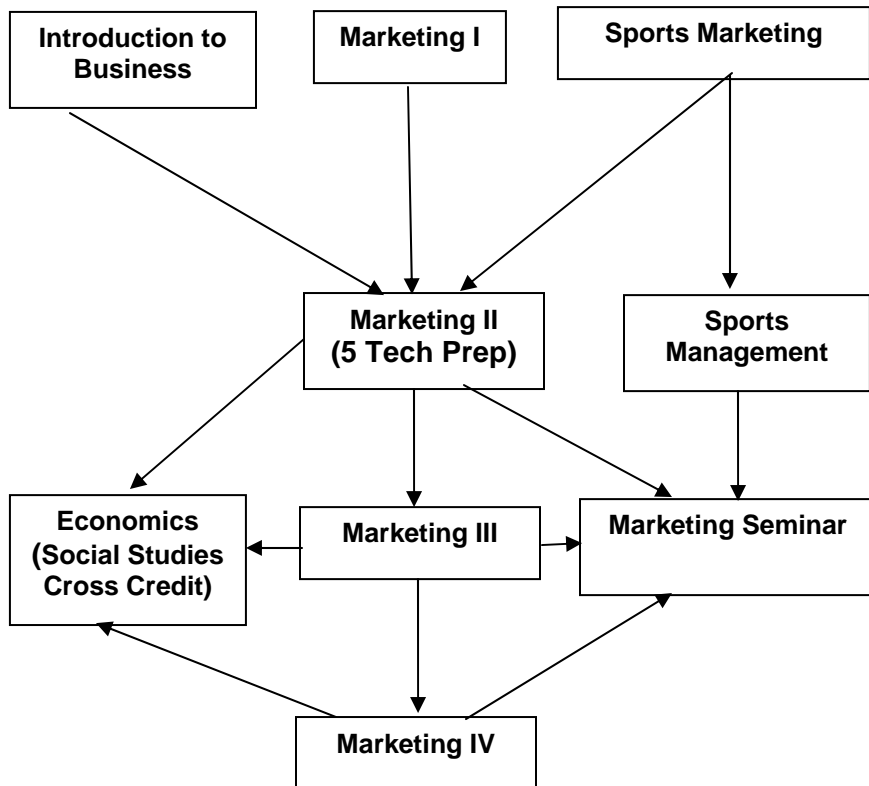 Introduction to
Business
Marketing I
Sports Marketing
Marketing II
(5 Tech Prep)
Sports
Management
Economics
(Social Studies
Cross Credit)
Marketing III
Marketing Seminar
Marketing IV